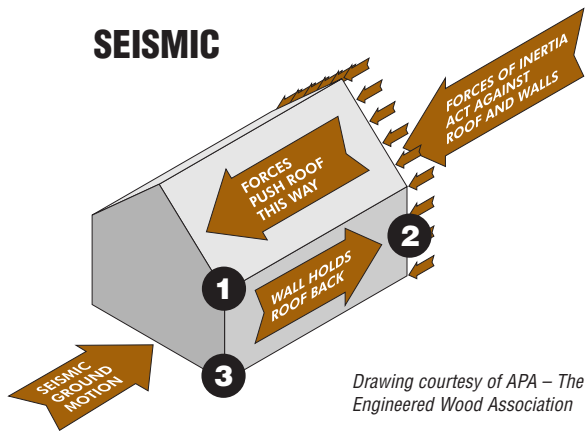 SEISMIC
FORCES OF INERTIA
ACT AGAINST
ROOF AND WALLS
FORCES
PUSH ROOF
THIS WAY
2
1
WALL HOLDS
ROOF BACK
3
SEISMIC
GROUND
MOTION
Drawing courtesy of APA – The
Engineered Wood Association